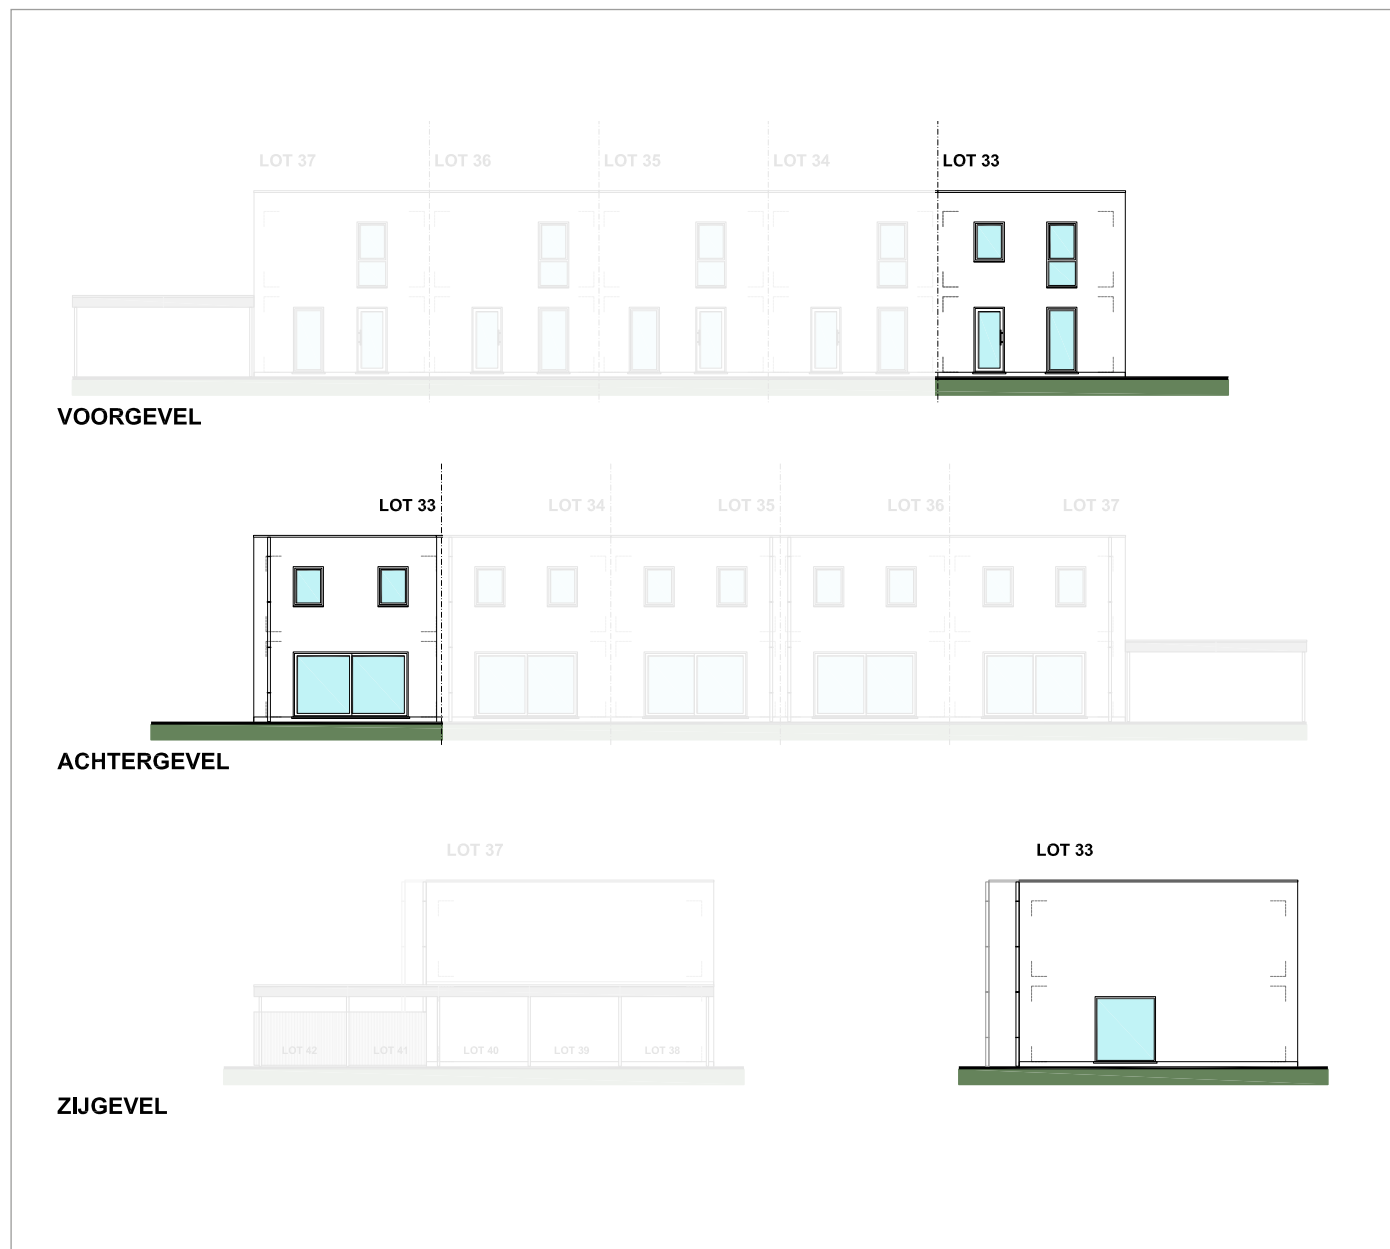 LOT 37 LOT 36 LOT 35 LOT 34 LOT 33
VOORGEVEL
LOT 33 LOT 34 LOT 35 LOT 36 LOT 37
ACHTERGEVEL
LOT 37 LOT 33
LOT 42 LOT 41 LOT 40 LOT 39 LOT 38
ZIJGEVEL